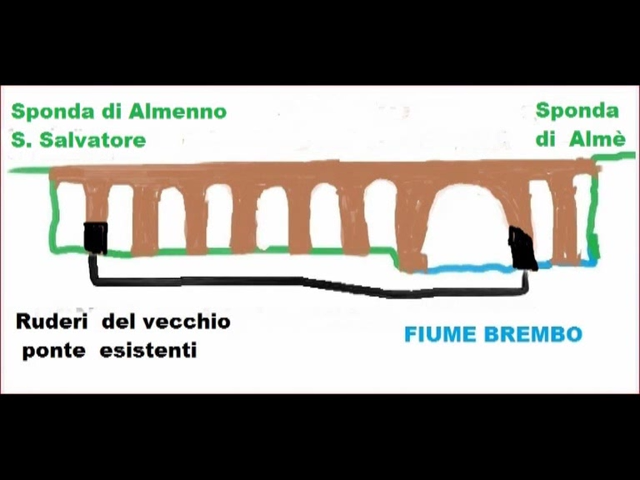 Sponda di Almenno
S. Salvatore
Sponda
di Almè
Ruderi del vecchio
ponte esistenti
FIUME BREMBO